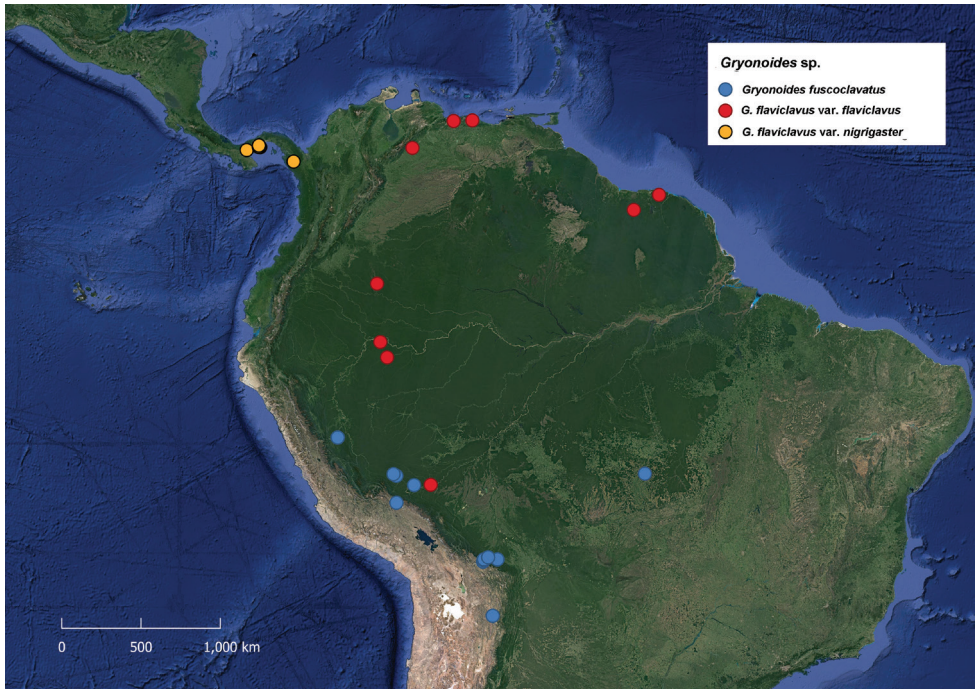 Gryonoides sp.
Gryonoides fuscoclavatus
G. flaviclavus var. flaviclavus
G. flaviclavus var. nigrigaster
0 500 1,000 km